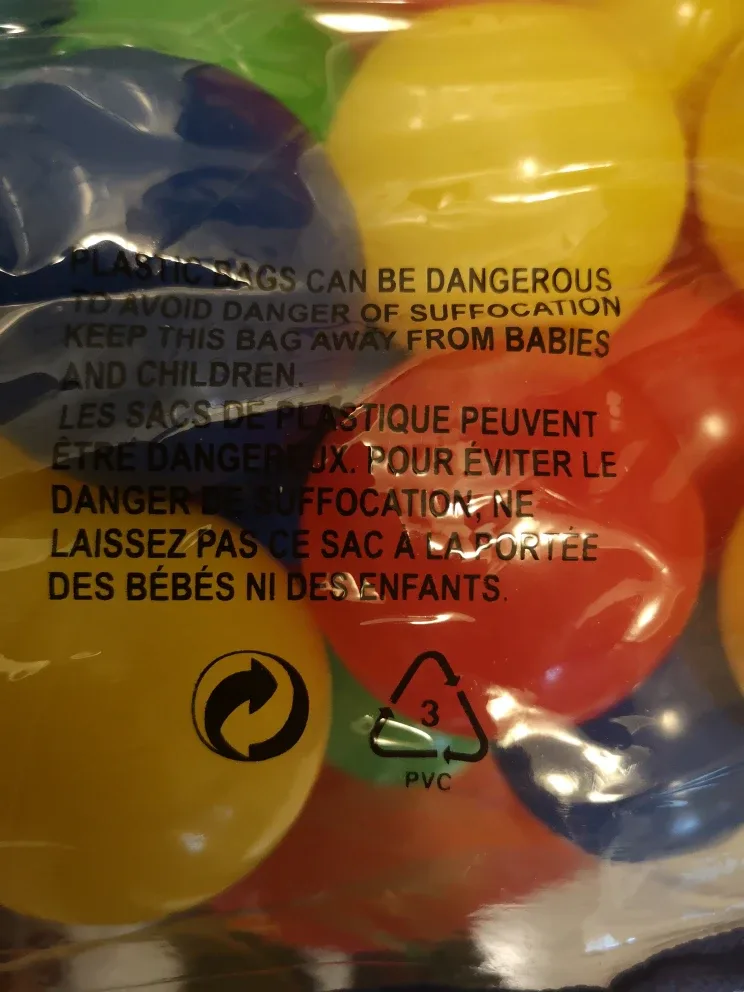 PLASTIC BAGS CAN BE DANGEROUS
TO AVOID DANGER OF SUFFOCATION
KEEP THIS BAG AWAY FROM BABIES
AND CHILDREN.
LES SACS DE PLASTIQUE PEUVENT
ÊTRE DANGEREUX. POUR ÉVITER LE
DANGER DE SUFFOCATION, NE
LAISSEZ PAS CE SAC À LA PORTÉE
DES BÉBÉS NI DES ENFANTS.
3
PVC